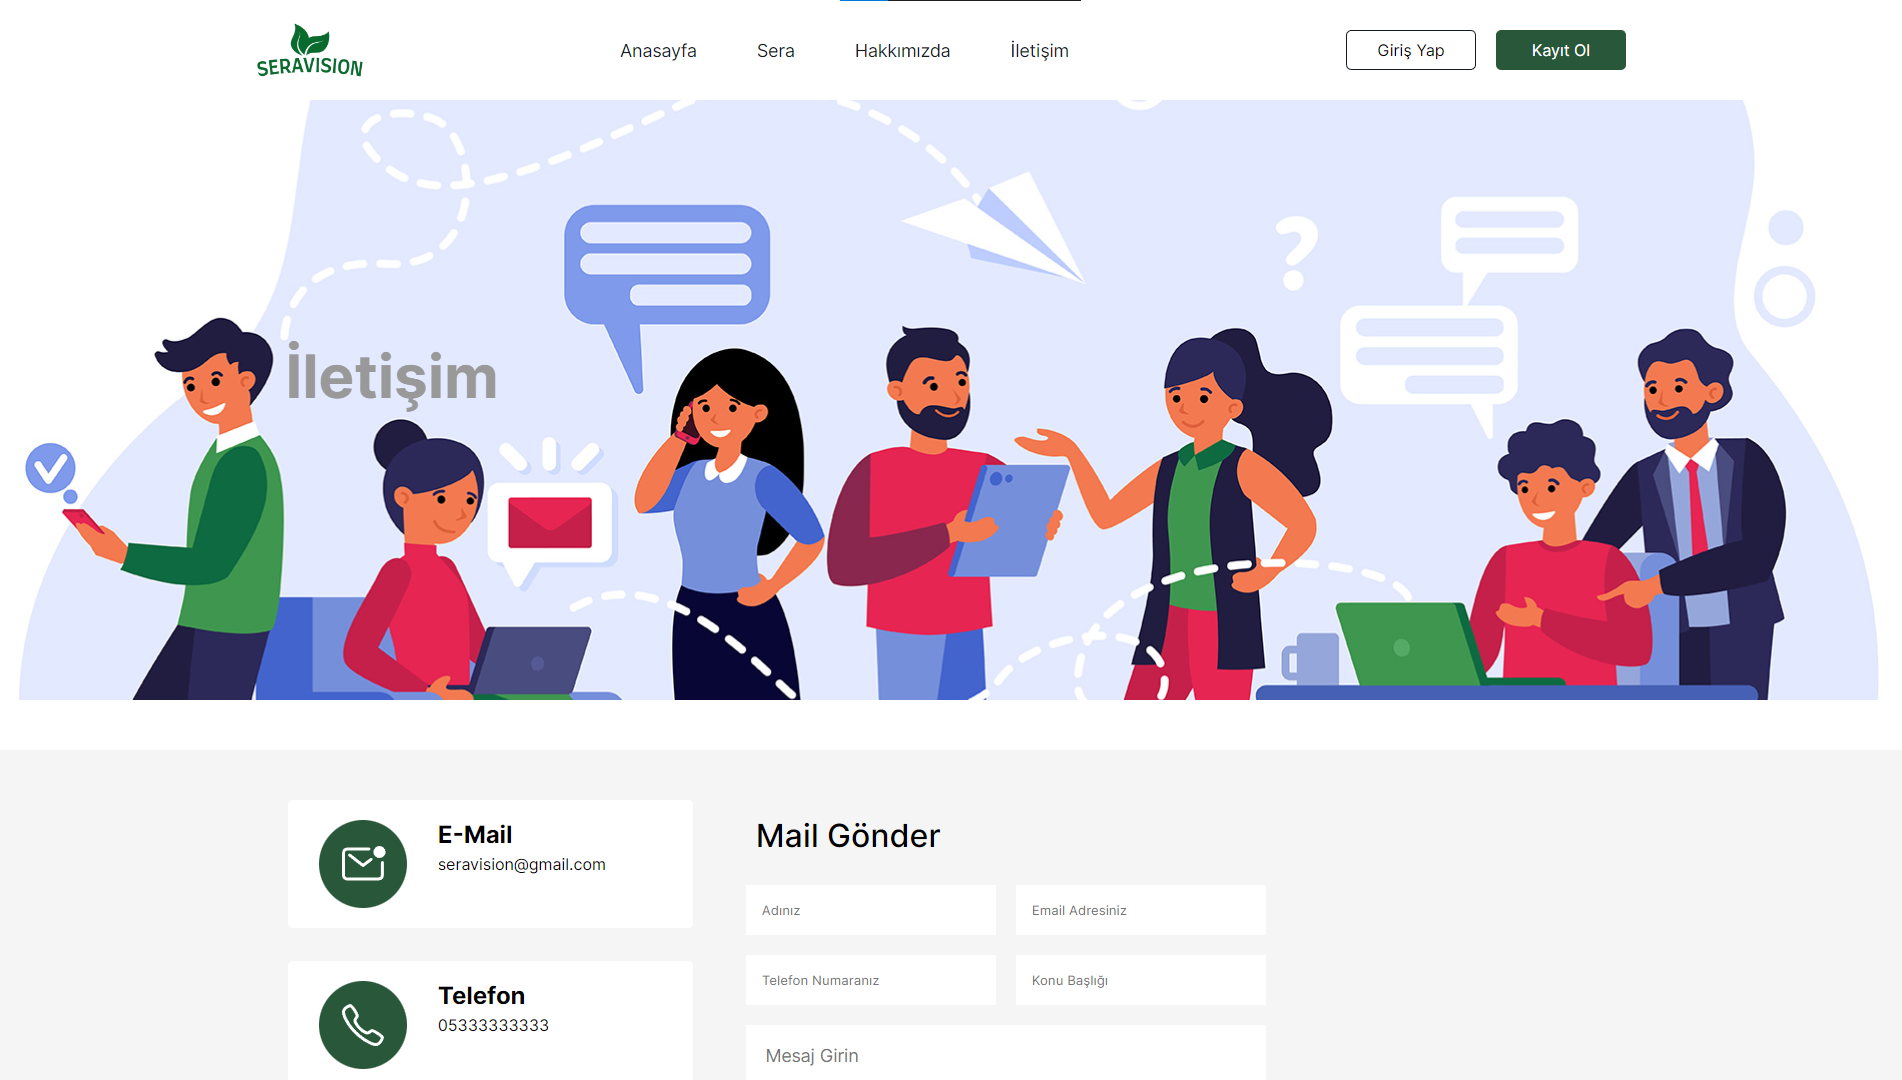 SERAVISION
Anasayfa Sera Hakkımızda İletişim
Giriş Yap Kayıt Ol
İletişim
E-Mail
seravision@gmail.com
Telefon
05333333333
Mail Gönder
Adınız Email Adresiniz
Telefon Numaranız Konu Başlığı
Mesaj Girin